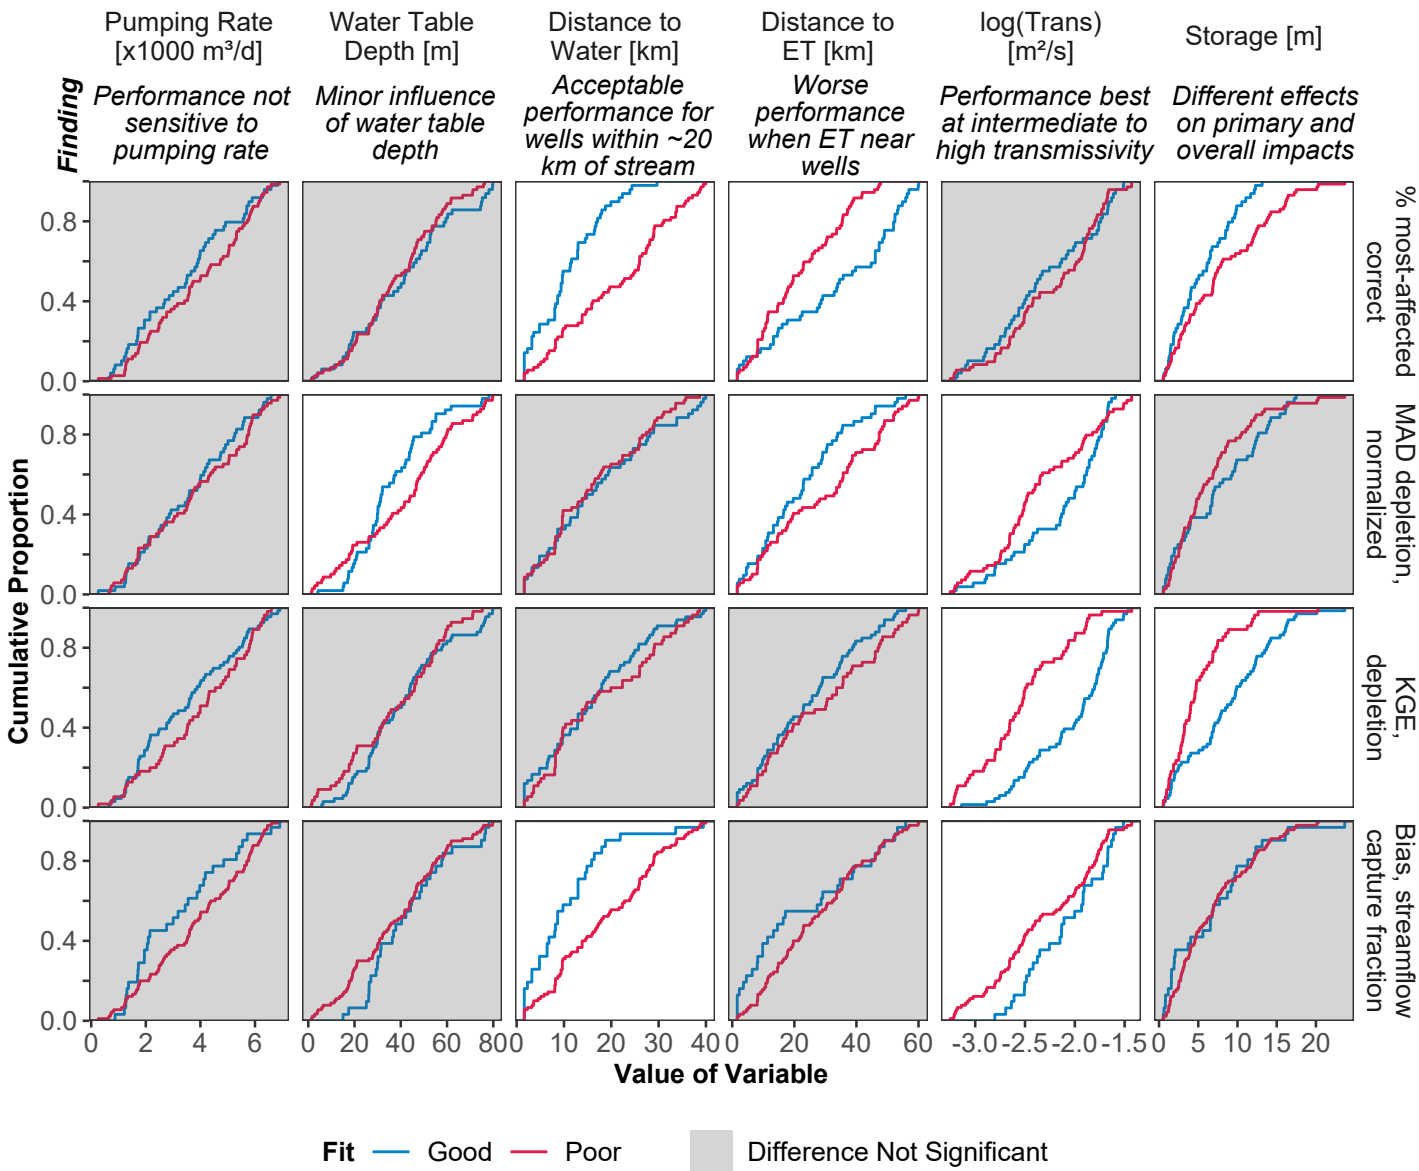 Pumping Rate
[x1000 m³/d]
Water Table
Depth [m]
Distance to
Water [km]
Distance to
ET [km]
log(Trans)
[m²/s]
Storage [m]
Finding
Performance not
sensitive to
pumping rate
Minor influence
of water table
depth
Acceptable
performance for
wells within ~20
km of stream
Worse
performance
when ET near
wells
Performance best
at intermediate to
high transmissivity
Different effects
on primary and
overall impacts
Cumulative Proportion
0.8
0.4
0.0
% most-affected
correct
0.8
0.4
0.0
MAD depletion,
normalized
0.8
0.4
0.0
KGE,
depletion
0.8
0.4
0.0
Bias, streamflow
capture fraction
0 2 4 6
0 20 40 60 80
0 10 20 30 40
0 20 40 60
-3.0 -2.5 -2.0 -1.5
0 5 10 15 20
Value of Variable
Fit Good Poor Difference Not Significant